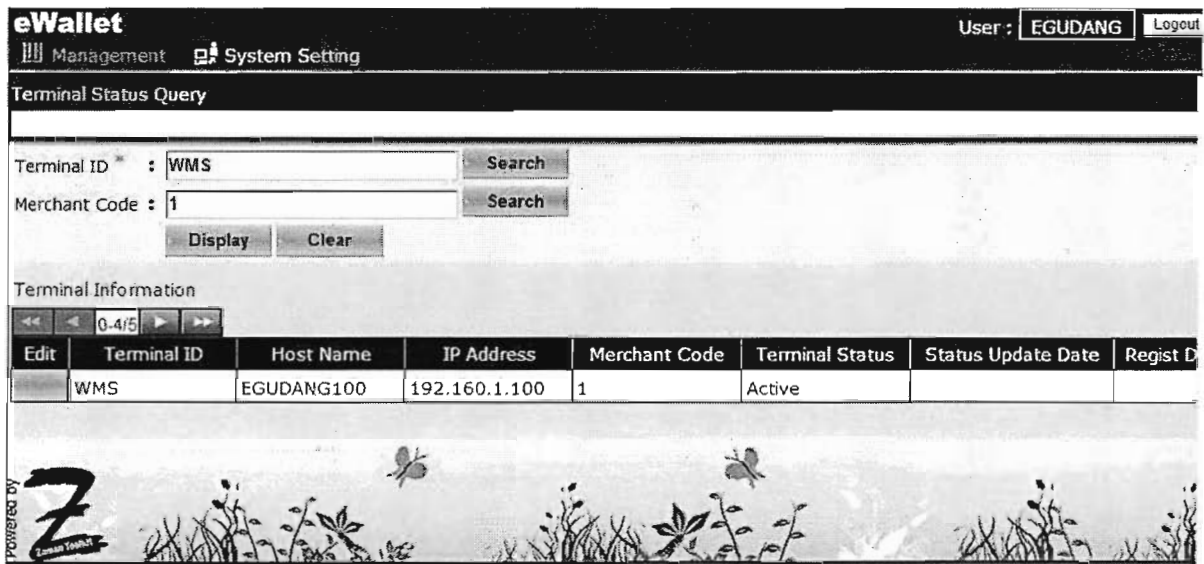 eWallet
User : EGUDANG Logout
Management System Setting
Terminal Status Query
Terminal ID * : WMS Search
Merchant Code : 1 Search
Display Clear
Terminal Information
<< < 0-4/5 > >>
Edit Terminal ID Host Name IP Address Merchant Code Terminal Status Status Update Date Regist D
WMS EGUDANG100 192.160.1.100 1 Active
Powered by
Z
Zaman Toolkit